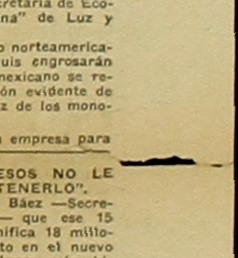 cretaría de Eco-
na" de Luz y
o norteamerica-
uis engrosarán
mexicano se re-
ón evidente de
z de los mono-
a empresa para
ESOS NO LE
TENERLO".
Báez —Secre-
— que ese 15
nifica 18 millo-
to en el nuevo